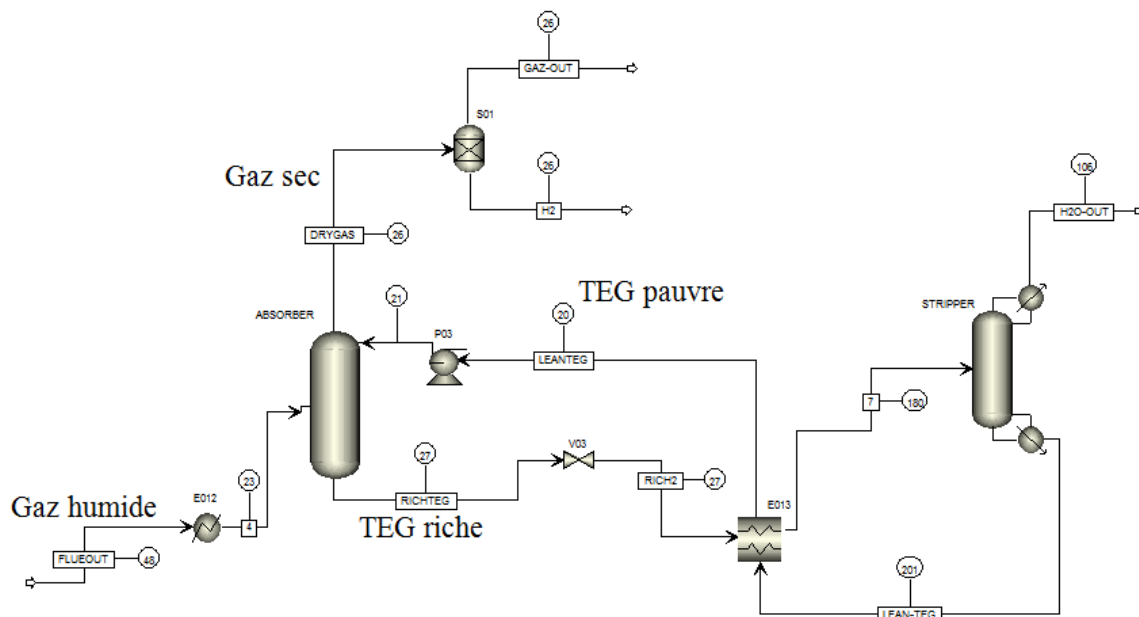 26
GAZ-OUT
S01
Gaz sec
26
H2
106
H2O-OUT
DRYGAS
26
TEG pauvre
21
20
STRIPPER
ABSORBER
P03
LEANTEG
7
180
V03
27
23
RICHTEG
RICH2
27
E013
Gaz humide
E012
4
TEG riche
FLUEOUT
48
201
LEAN-TEG